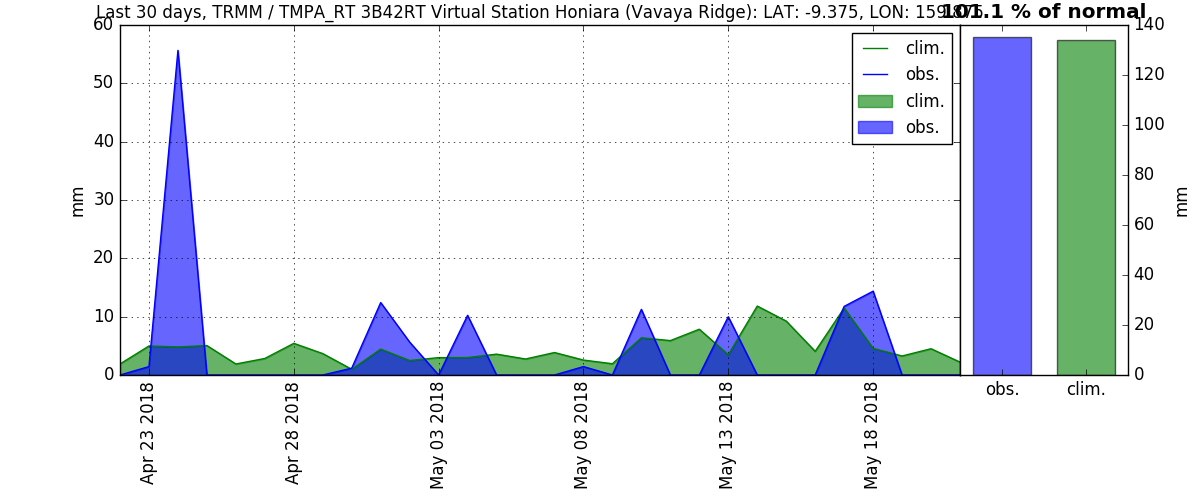 Last 30 days, TRMM / TMPA_RT 3B42RT Virtual Station Honiara (Vavaya Ridge): LAT: -9.375, LON: 159.875
101.1 % of normal
60
50
40
30
20
10
0
mm
clim.
obs.
clim.
obs.
140
120
100
80
60
40
20
0
mm
obs.
clim.
Apr 23 2018
Apr 28 2018
May 03 2018
May 08 2018
May 13 2018
May 18 2018